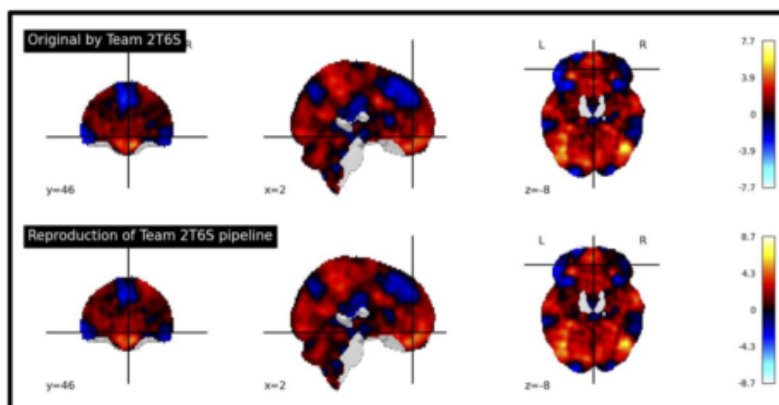 Original by Team 2T6S
R
L
R
7.7
3.9
0
-3.9
-7.7
y=46
x=2
z=-8
Reproduction of Team 2T6S pipeline
L
R
8.7
4.3
0
-4.3
-8.7
y=46
x=2
z=-8